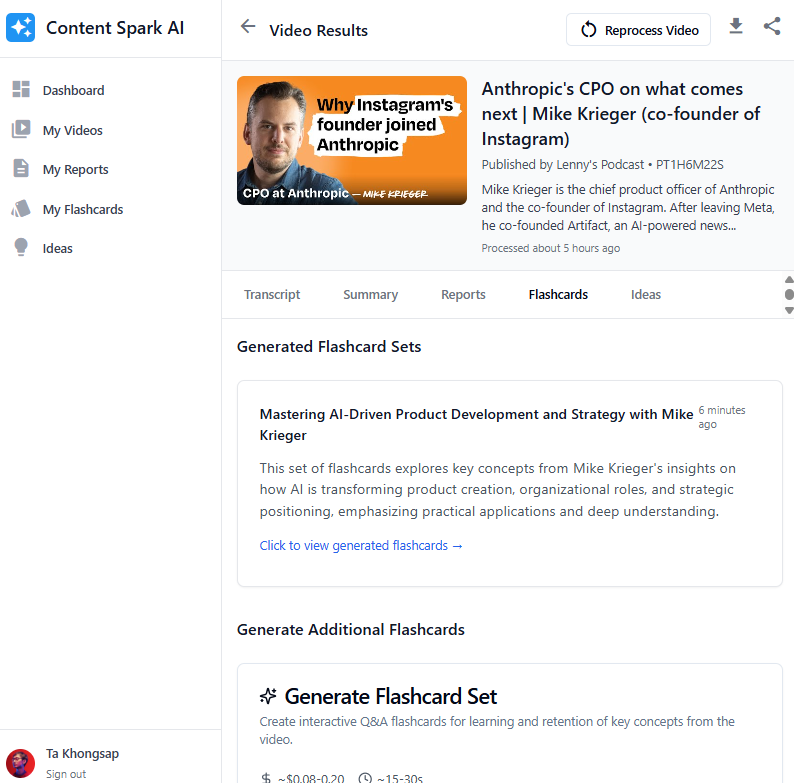 Content Spark AI
Dashboard
My Videos
My Reports
My Flashcards
Ideas
Ta Khongsap
Sign out
Video Results
Reprocess Video
Why Instagram's
founder joined
Anthropic
CPO at Anthropic — MIKE KRIEGER
Anthropic's CPO on what comes
next | Mike Krieger (co-founder of
Instagram)
Published by Lenny's Podcast • PT1H6M22S
Mike Krieger is the chief product officer of Anthropic
and the co-founder of Instagram. After leaving Meta,
he co-founded Artifact, an AI-powered news...
Processed about 5 hours ago
Transcript
Summary
Reports
Flashcards
Ideas
Generated Flashcard Sets
Mastering AI-Driven Product Development and Strategy with Mike
Krieger
6 minutes
ago
This set of flashcards explores key concepts from Mike Krieger's insights on
how AI is transforming product creation, organizational roles, and strategic
positioning, emphasizing practical applications and deep understanding.
Click to view generated flashcards →
Generate Additional Flashcards
Generate Flashcard Set
Create interactive Q&A flashcards for learning and retention of key concepts from the
video.
$ ~$0.08-0.20 ~15-30s